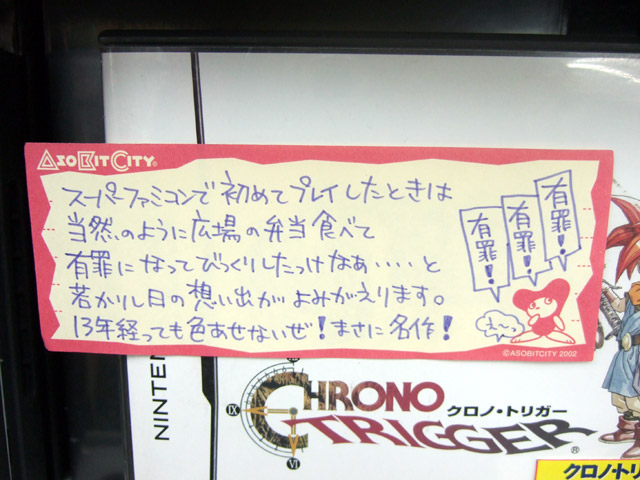 ASOBITCITY®
スーパーファミコンで初めてプレイしたときは
当然のように広場の弁当食べて
有罪になってびっくりしたっけなぁ・・・・と
若かりし日の想い出がよみがえります。
13年経っても色あせないぜ!まさに名作!
有罪!
有罪!
有罪!
え〜っ
©ASOBITCITY 2002
NINTEN
CHRONO
TRIGGER®
クロノ・トリガー
IX
VI
クロノ・トリ